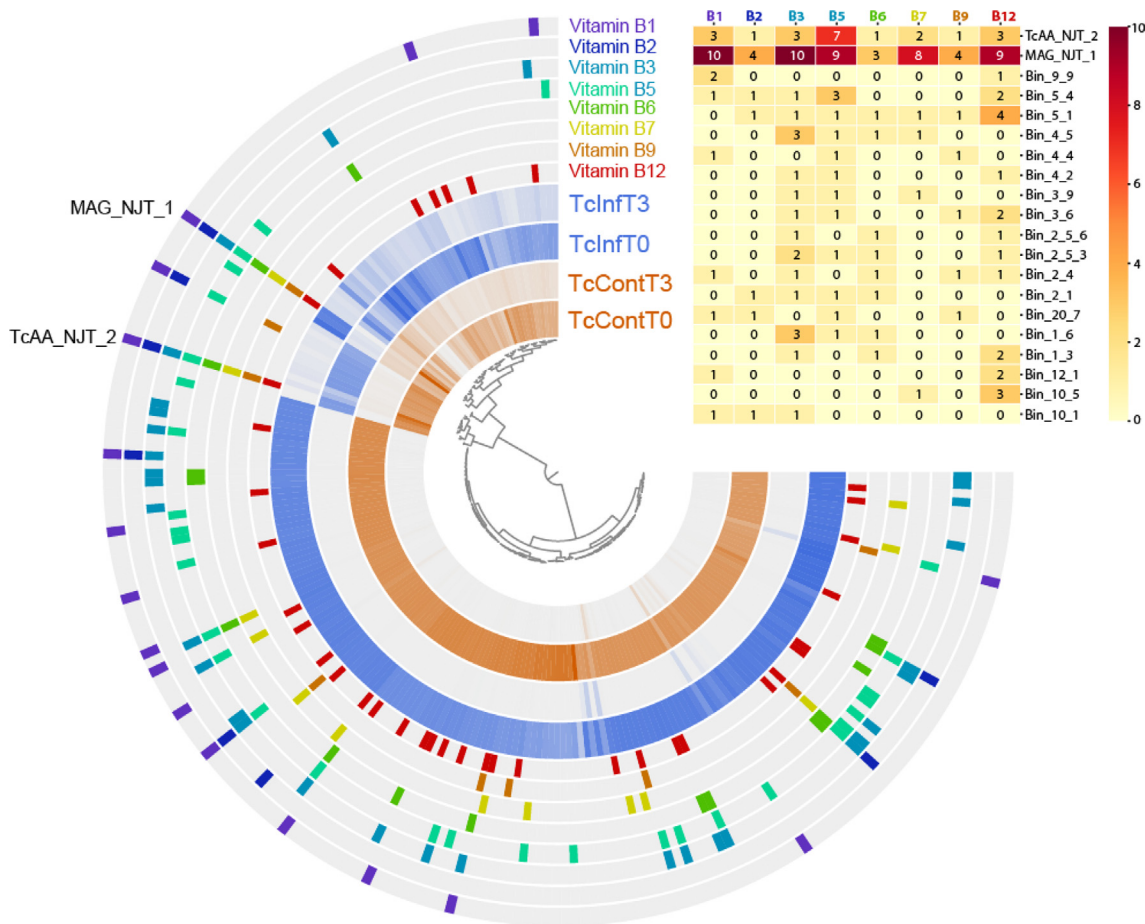 Vitamin B1
Vitamin B2
Vitamin B3
Vitamin B5
Vitamin B6
Vitamin B7
Vitamin B9
Vitamin B12
TcInfT3
TcInfT0
TcContT3
TcContT0
MAG_NJT_1
TcAA_NJT_2
B1 B2 B3 B5 B6 B7 B9 B12
3 1 3 7 1 2 1 3 TcAA_NJT_2
10 4 10 9 3 8 4 9 MAG_NJT_1
2 0 0 0 0 0 0 1 Bin_9_9
1 1 1 3 0 0 0 2 Bin_5_4
0 1 1 1 1 1 1 4 Bin_5_1
0 0 3 1 1 1 0 0 Bin_4_5
1 0 0 1 0 0 1 0 Bin_4_4
0 0 1 1 0 0 0 1 Bin_4_2
0 0 1 1 0 1 0 0 Bin_3_9
0 0 1 1 0 0 1 2 Bin_3_6
0 0 1 0 1 0 0 1 Bin_2_5_6
0 0 2 1 1 0 0 1 Bin_2_5_3
1 0 1 0 1 0 1 1 Bin_2_4
0 1 1 1 1 0 0 0 Bin_2_1
1 1 0 1 0 0 1 0 Bin_20_7
0 0 3 1 1 0 0 0 Bin_1_6
0 0 1 0 1 0 0 2 Bin_1_3
1 0 0 0 0 0 0 2 Bin_12_1
0 0 0 0 0 1 0 3 Bin_10_5
1 1 1 0 0 0 0 0 Bin_10_1
10
8
6
4
2
0